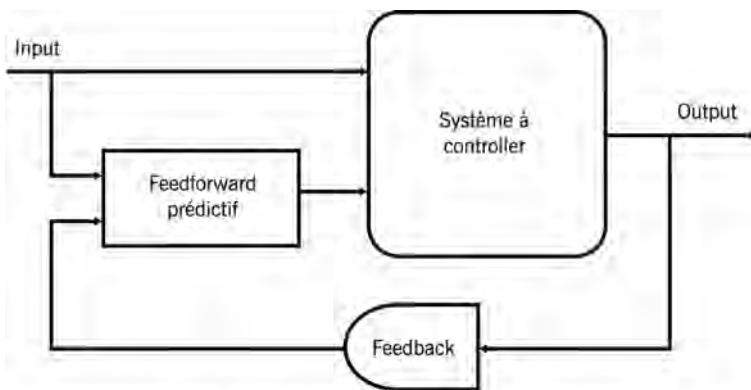 Input
Système à
controller
Output
Feedforward
prédictif
Feedback